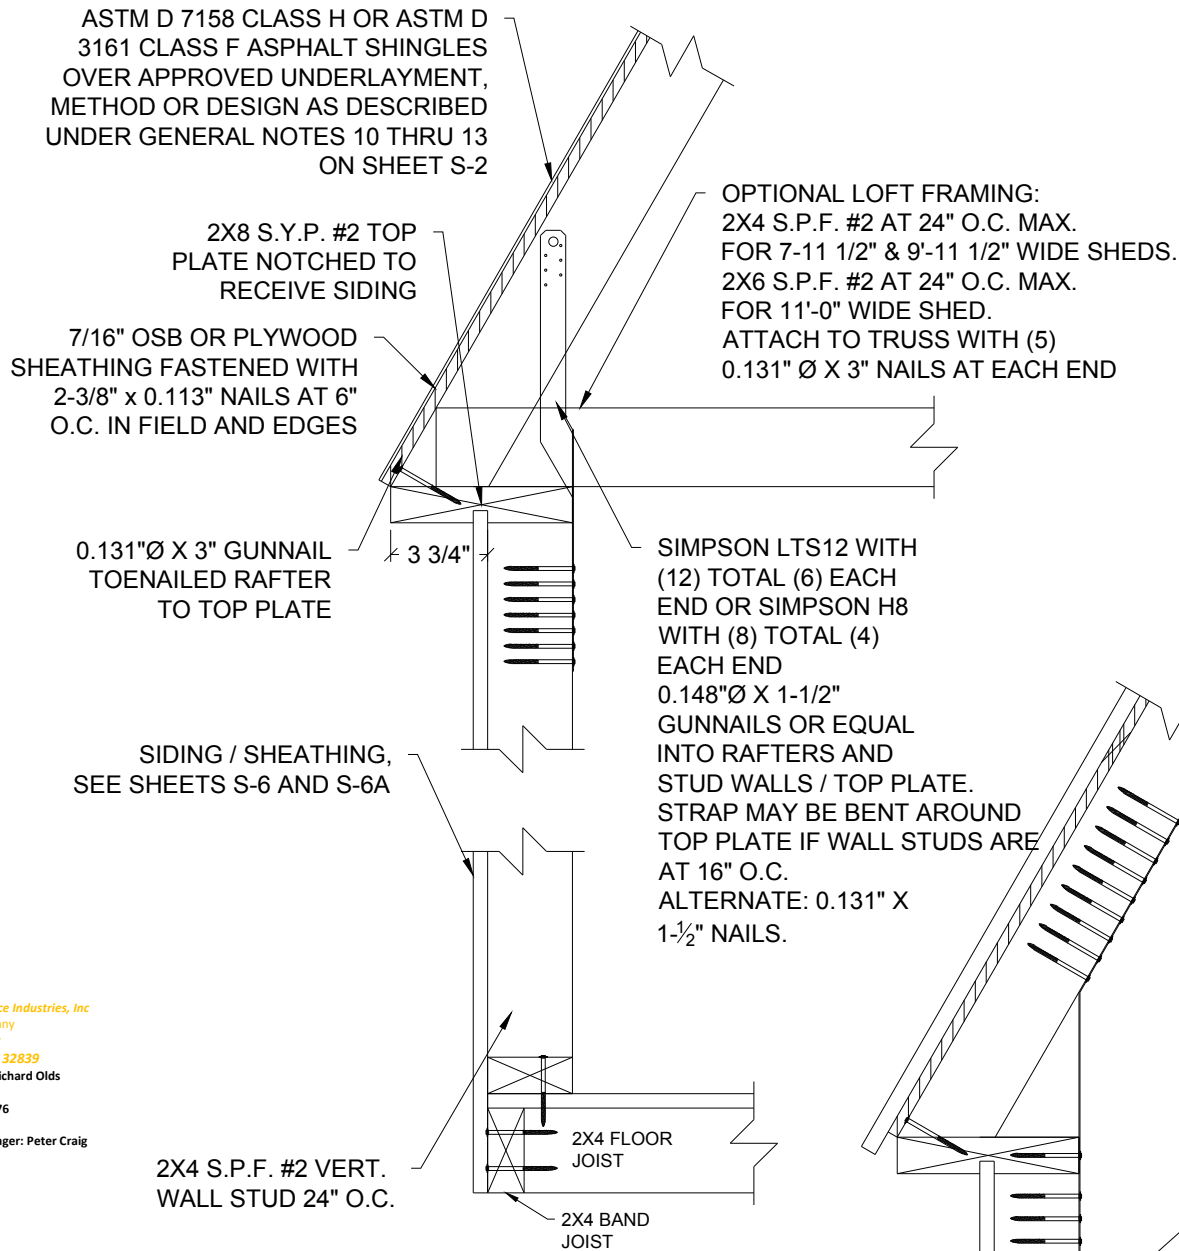 ASTM D 7158 CLASS H OR ASTM D
3161 CLASS F ASPHALT SHINGLES
OVER APPROVED UNDERLAYMENT,
METHOD OR DESIGN AS DESCRIBED
UNDER GENERAL NOTES 10 THRU 13
ON SHEET S-2
2X8 S.Y.P. #2 TOP
PLATE NOTCHED TO
RECEIVE SIDING
7/16" OSB OR PLYWOOD
SHEATHING FASTENED WITH
2-3/8" x 0.113" NAILS AT 6"
O.C. IN FIELD AND EDGES
OPTIONAL LOFT FRAMING:
2X4 S.P.F. #2 AT 24" O.C. MAX.
FOR 7-11 1/2" & 9'-11 1/2" WIDE SHEDS.
2X6 S.P.F. #2 AT 24" O.C. MAX.
FOR 11'-0" WIDE SHED.
ATTACH TO TRUSS WITH (5)
0.131" Ø X 3" NAILS AT EACH END
0.131"Ø X 3" GUNNAIL
TOENAILED RAFTER
TO TOP PLATE
3 3/4"
SIMPSON LTS12 WITH
(12) TOTAL (6) EACH
END OR SIMPSON H8
WITH (8) TOTAL (4)
EACH END
0.148"Ø X 1-1/2"
GUNNAILS OR EQUAL
INTO RAFTERS AND
STUD WALLS / TOP PLATE.
STRAP MAY BE BENT AROUND
TOP PLATE IF WALL STUDS ARE
AT 16" O.C.
ALTERNATE: 0.131" X
1-½" NAILS.
SIDING / SHEATHING,
SEE SHEETS S-6 AND S-6A
ce Industries, Inc
any
32839
ichard Olds
76
ager: Peter Craig
2X4 S.P.F. #2 VERT.
WALL STUD 24" O.C.
2X4 FLOOR
JOIST
2X4 BAND
JOIST